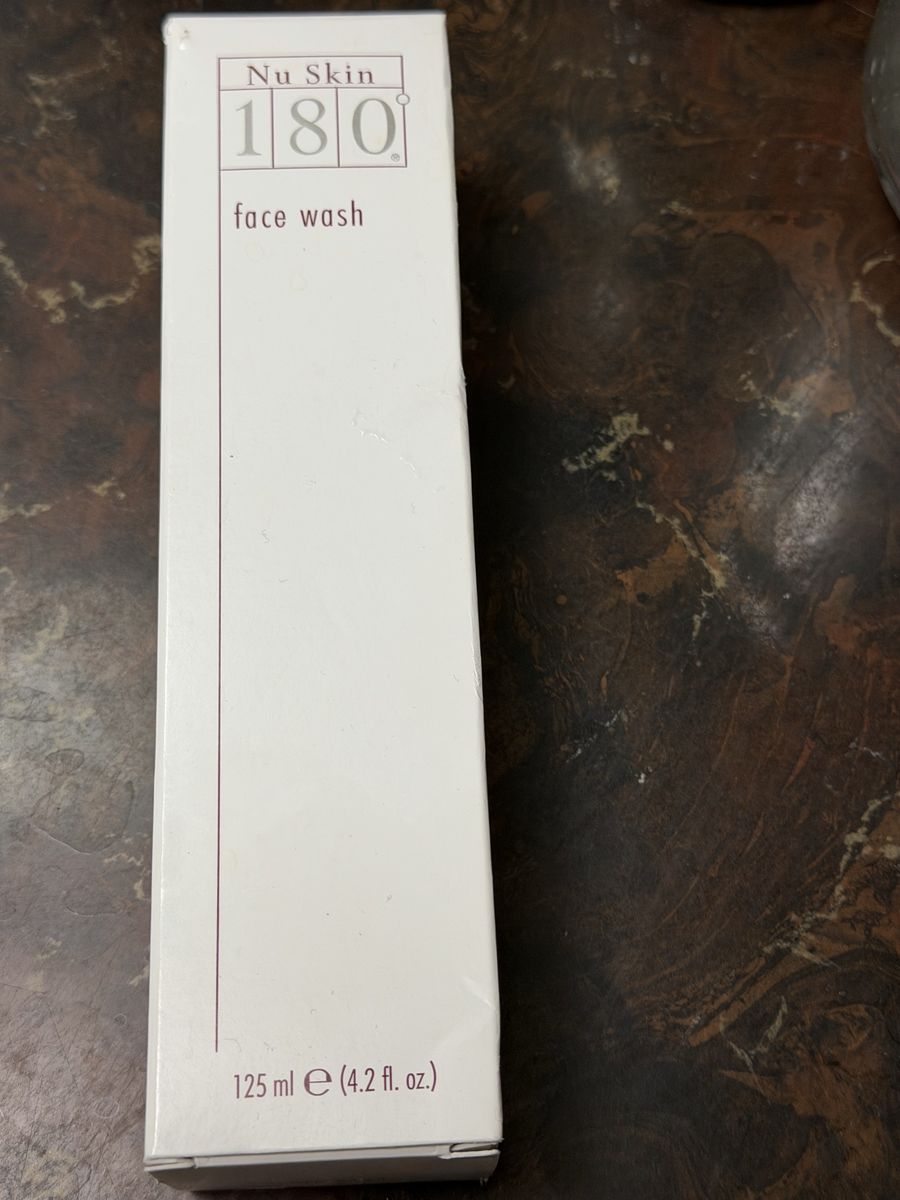 Nu Skin
180°®
face wash
125 ml ℮ (4.2 fl. oz.)